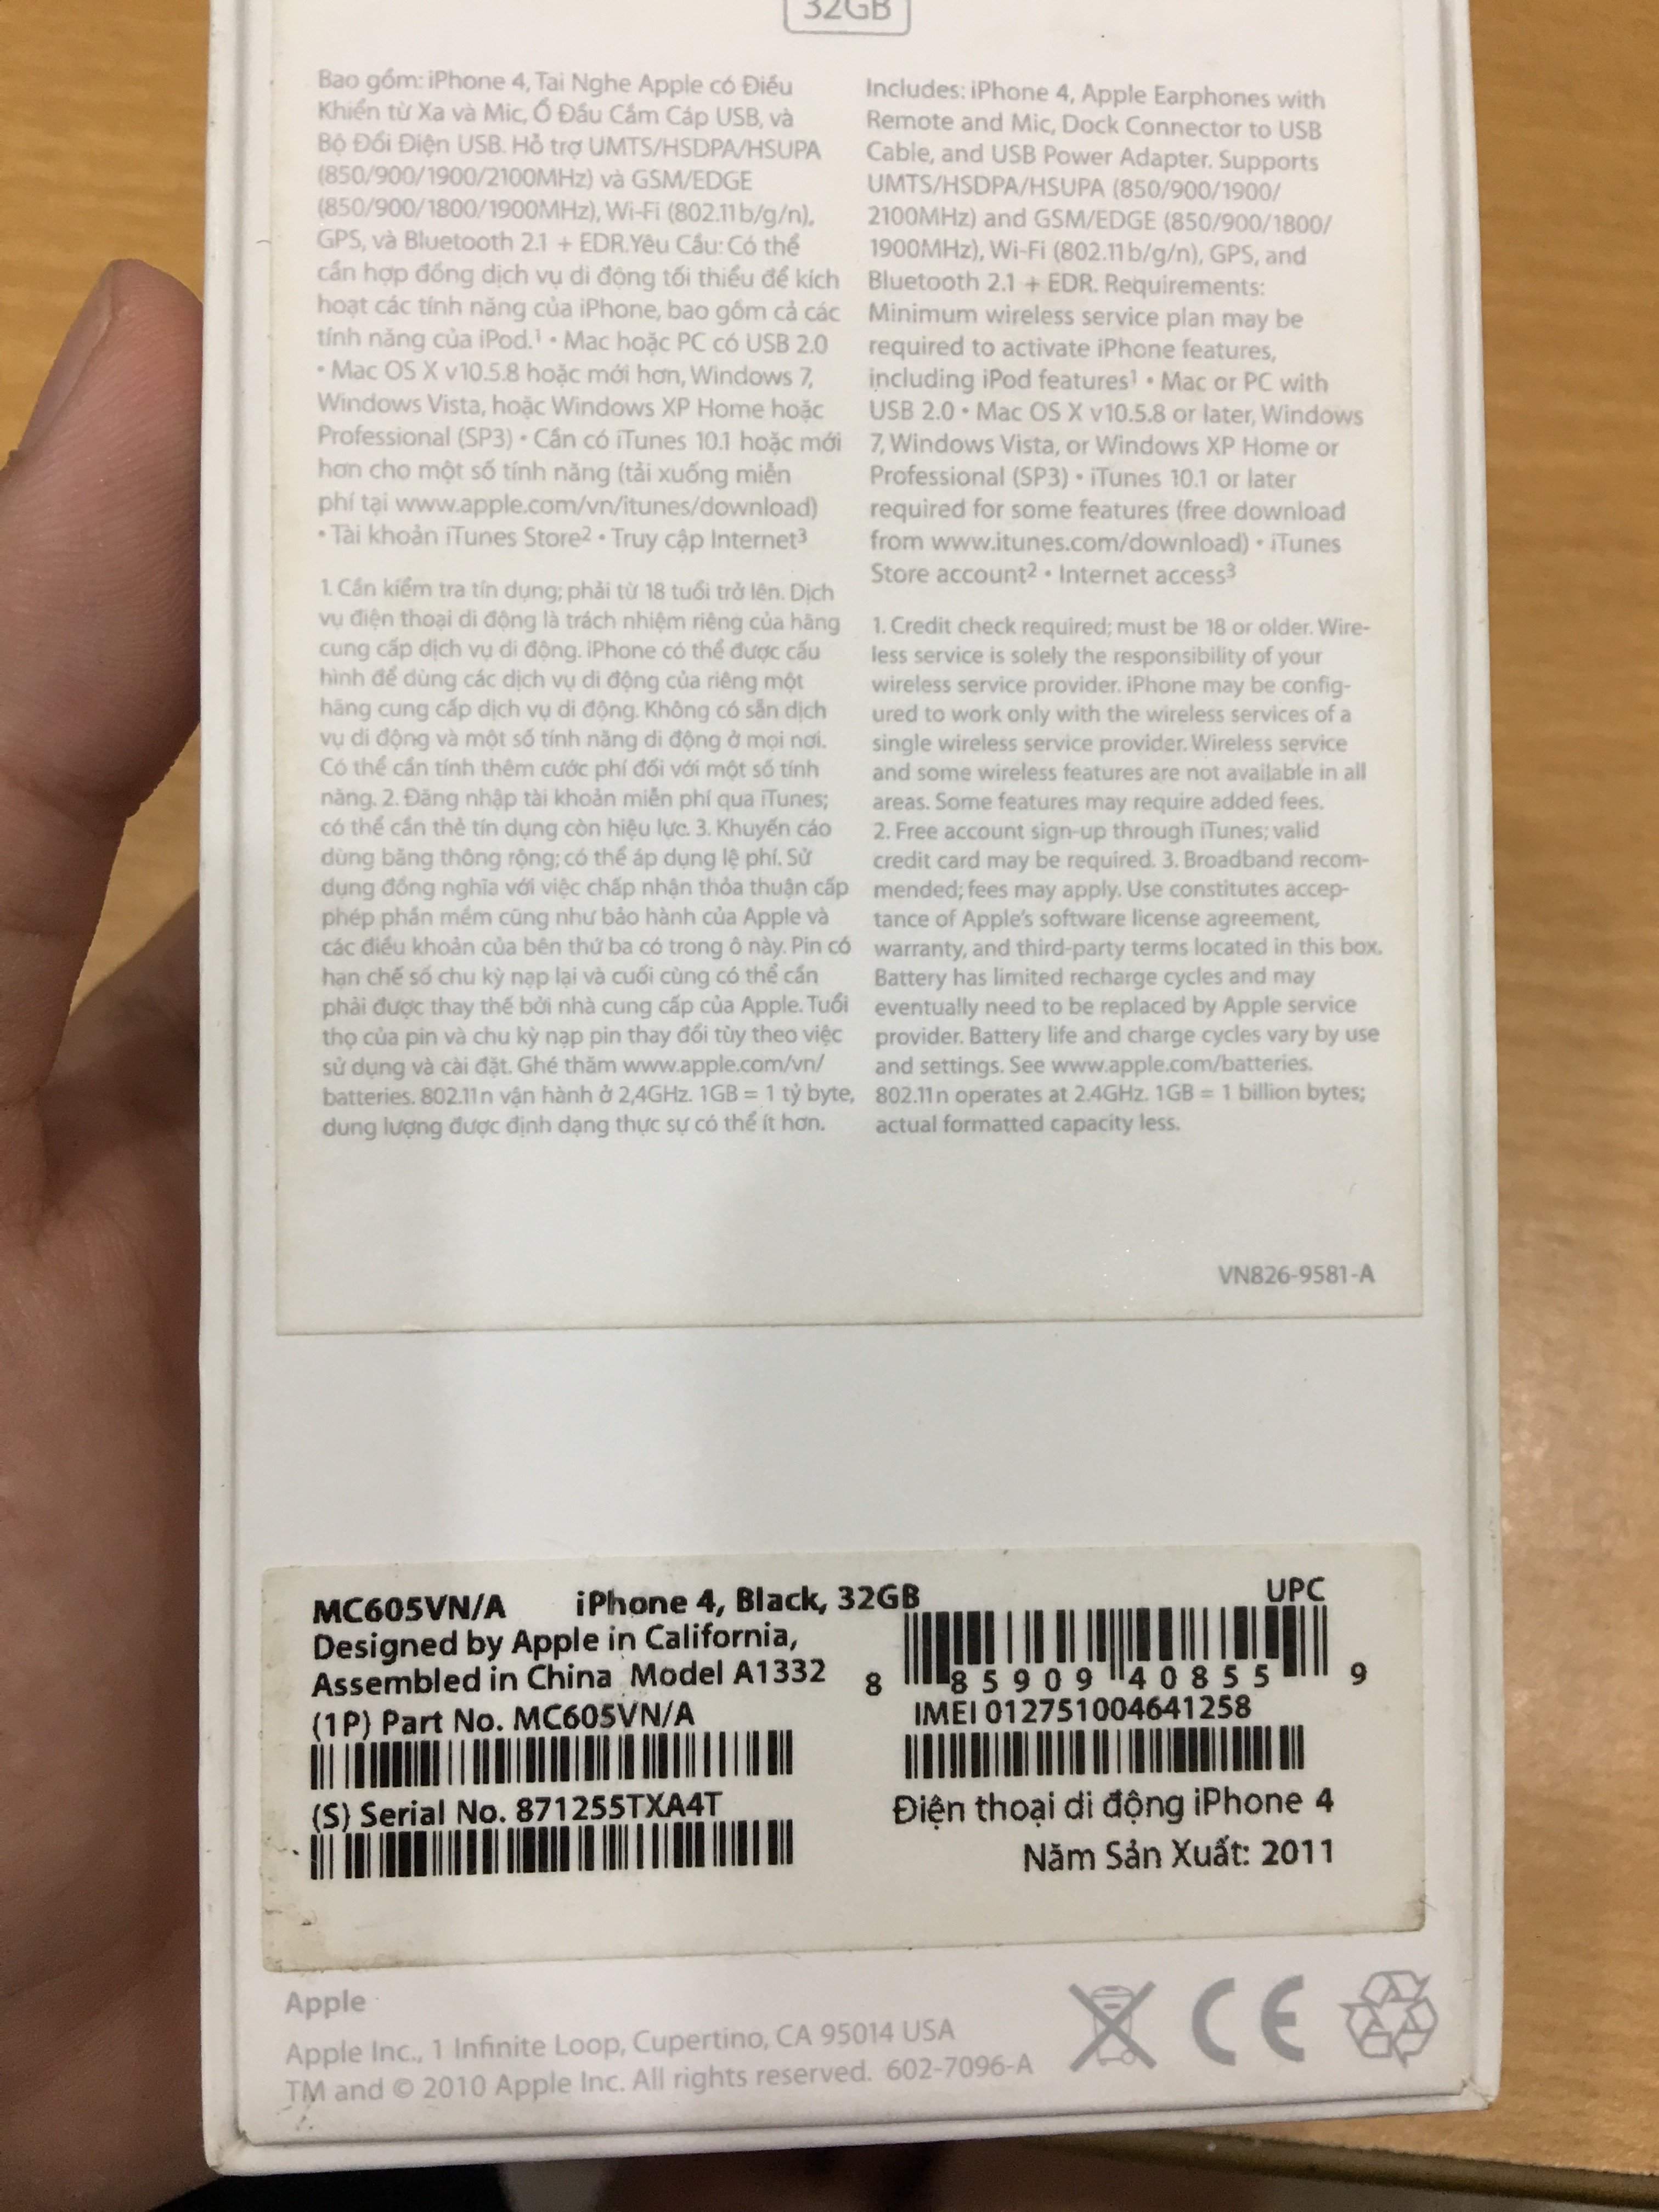 32GB
Bao gồm: iPhone 4, Tai Nghe Apple có Điều
Khiển từ Xa và Mic, Ổ Đầu Cắm Cáp USB, và
Bộ Đổi Điện USB. Hỗ trợ UMTS/HSDPA/HSUPA
(850/900/1900/2100MHz) và GSM/EDGE
(850/900/1800/1900MHz), Wi-Fi (802.11b/g/n),
GPS, và Bluetooth 2.1 + EDR.Yêu Cầu: Có thể
cần hợp đồng dịch vụ di động tối thiểu để kích
hoạt các tính năng của iPhone, bao gồm cả các
tính năng của iPod.¹ • Mac hoặc PC có USB 2.0
• Mac OS X v10.5.8 hoặc mới hơn, Windows 7,
Windows Vista, hoặc Windows XP Home hoặc
Professional (SP3) • Cần có iTunes 10.1 hoặc mới
hơn cho một số tính năng (tải xuống miễn
phí tại www.apple.com/vn/itunes/download)
• Tài khoản iTunes Store² • Truy cập Internet³
1. Cần kiểm tra tín dụng; phải từ 18 tuổi trở lên. Dịch
vụ điện thoại di động là trách nhiệm riêng của hãng
cung cấp dịch vụ di động. iPhone có thể được cấu
hình để dùng các dịch vụ di động của riêng một
hãng cung cấp dịch vụ di động. Không có sẵn dịch
vụ di động và một số tính năng di động ở mọi nơi.
Có thể cần tính thêm cước phí đối với một số tính
năng. 2. Đăng nhập tài khoản miễn phí qua iTunes;
có thể cần thẻ tín dụng còn hiệu lực. 3. Khuyến cáo
dùng băng thông rộng; có thể áp dụng lệ phí. Sử
dụng đồng nghĩa với việc chấp nhận thỏa thuận cấp
phép phần mềm cũng như bảo hành của Apple và
các điều khoản của bên thứ ba có trong ô này. Pin có
hạn chế số chu kỳ nạp lại và cuối cùng có thể cần
phải được thay thế bởi nhà cung cấp của Apple. Tuổi
thọ của pin và chu kỳ nạp pin thay đổi tùy theo việc
sử dụng và cài đặt. Ghé thăm www.apple.com/vn/
batteries. 802.11n vận hành ở 2,4GHz. 1GB = 1 tỷ byte,
dung lượng được định dạng thực sự có thể ít hơn.
Includes: iPhone 4, Apple Earphones with
Remote and Mic, Dock Connector to USB
Cable, and USB Power Adapter. Supports
UMTS/HSDPA/HSUPA (850/900/1900/
2100MHz) and GSM/EDGE (850/900/1800/
1900MHz), Wi-Fi (802.11b/g/n), GPS, and
Bluetooth 2.1 + EDR. Requirements:
Minimum wireless service plan may be
required to activate iPhone features,
including iPod features¹ • Mac or PC with
USB 2.0 • Mac OS X v10.5.8 or later, Windows
7, Windows Vista, or Windows XP Home or
Professional (SP3) • iTunes 10.1 or later
required for some features (free download
from www.itunes.com/download) • iTunes
Store account² • Internet access³
1. Credit check required; must be 18 or older. Wire-
less service is solely the responsibility of your
wireless service provider. iPhone may be config-
ured to work only with the wireless services of a
single wireless service provider. Wireless service
and some wireless features are not available in all
areas. Some features may require added fees.
2. Free account sign-up through iTunes; valid
credit card may be required. 3. Broadband recom-
mended; fees may apply. Use constitutes accep-
tance of Apple's software license agreement,
warranty, and third-party terms located in this box.
Battery has limited recharge cycles and may
eventually need to be replaced by Apple service
provider. Battery life and charge cycles vary by use
and settings. See www.apple.com/batteries.
802.11n operates at 2.4GHz. 1GB = 1 billion bytes;
actual formatted capacity less.
VN826-9581-A
MC605VN/A iPhone 4, Black, 32GB
Designed by Apple in California,
Assembled in China Model A1332
(1P) Part No. MC605VN/A
(S) Serial No. 871255TXA4T
UPC
8 85909 40855 9
IMEI 012751004641258
Điện thoại di động iPhone 4
Năm Sản Xuất: 2011
Apple
Apple Inc., 1 Infinite Loop, Cupertino, CA 95014 USA
TM and © 2010 Apple Inc. All rights reserved. 602-7096-A
CE